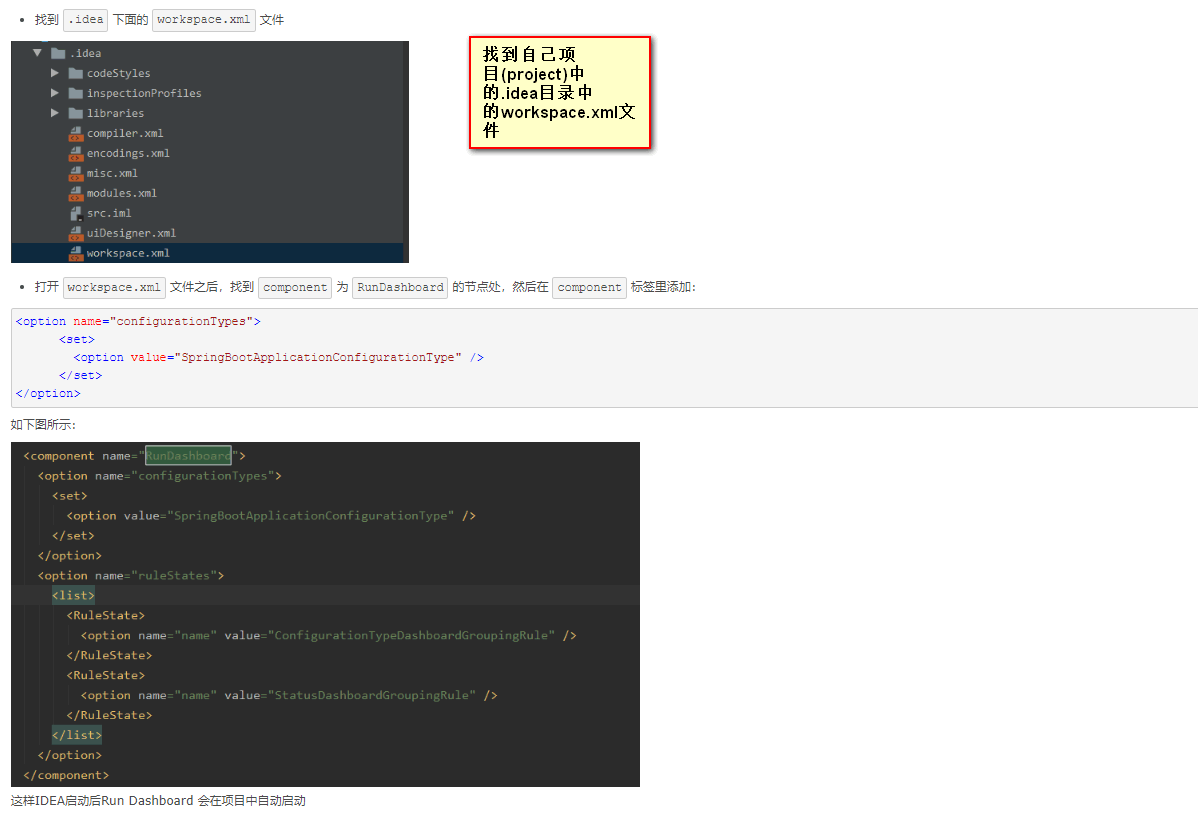 找到 .idea 下面的 workspace.xml 文件
.idea
codeStyles
inspectionProfiles
libraries
compiler.xml
encodings.xml
misc.xml
modules.xml
src.iml
uiDesigner.xml
workspace.xml
找到自己项
目(project)中
的.idea目录中
的workspace.xml文
件
打开 workspace.xml 文件之后，找到 component 为 RunDashboard 的节点处，然后在 component 标签里添加：
<option name="configurationTypes">
<set>
<option value="SpringBootApplicationConfigurationType" />
</set>
</option>
如下图所示：
<component name="RunDashboard">
<option name="configurationTypes">
<set>
<option value="SpringBootApplicationConfigurationType" />
</set>
</option>
<option name="ruleStates">
<list>
<RuleState>
<option name="name" value="ConfigurationTypeDashboardGroupingRule" />
</RuleState>
<RuleState>
<option name="name" value="StatusDashboardGroupingRule" />
</RuleState>
</list>
</option>
</component>
这样IDEA启动后Run Dashboard 会在项目中自动启动